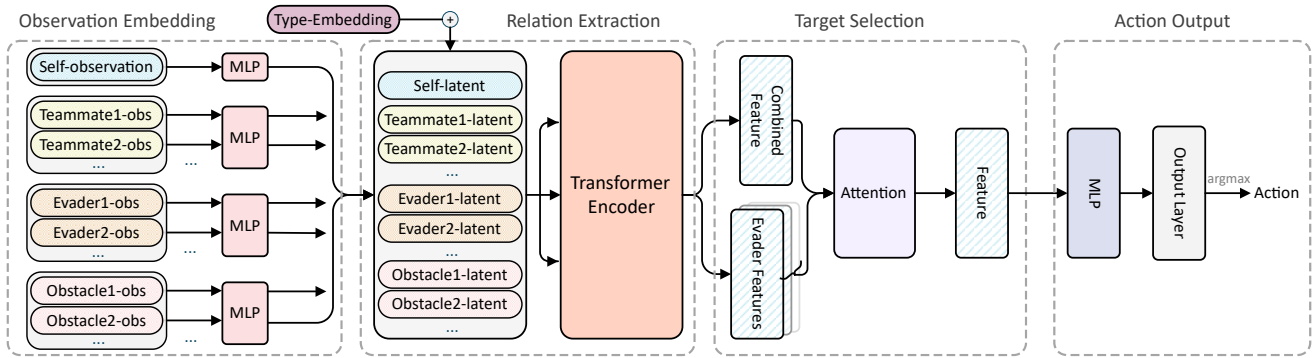 Observation Embedding
Type-Embedding
+
Relation Extraction
Target Selection
Action Output
Self-observation
MLP
Teammate1-obs
Teammate2-obs
...
...
MLP
Evader1-obs
Evader2-obs
...
...
MLP
Obstacle1-obs
Obstacle2-obs
...
...
MLP
Self-latent
Teammate1-latent
Teammate2-latent
...
Evader1-latent
Evader2-latent
...
Obstacle1-latent
Obstacle2-latent
...
Transformer
Encoder
Combined
Feature
Evader Features
Attention
Feature
MLP
Output Layer
argmax
Action